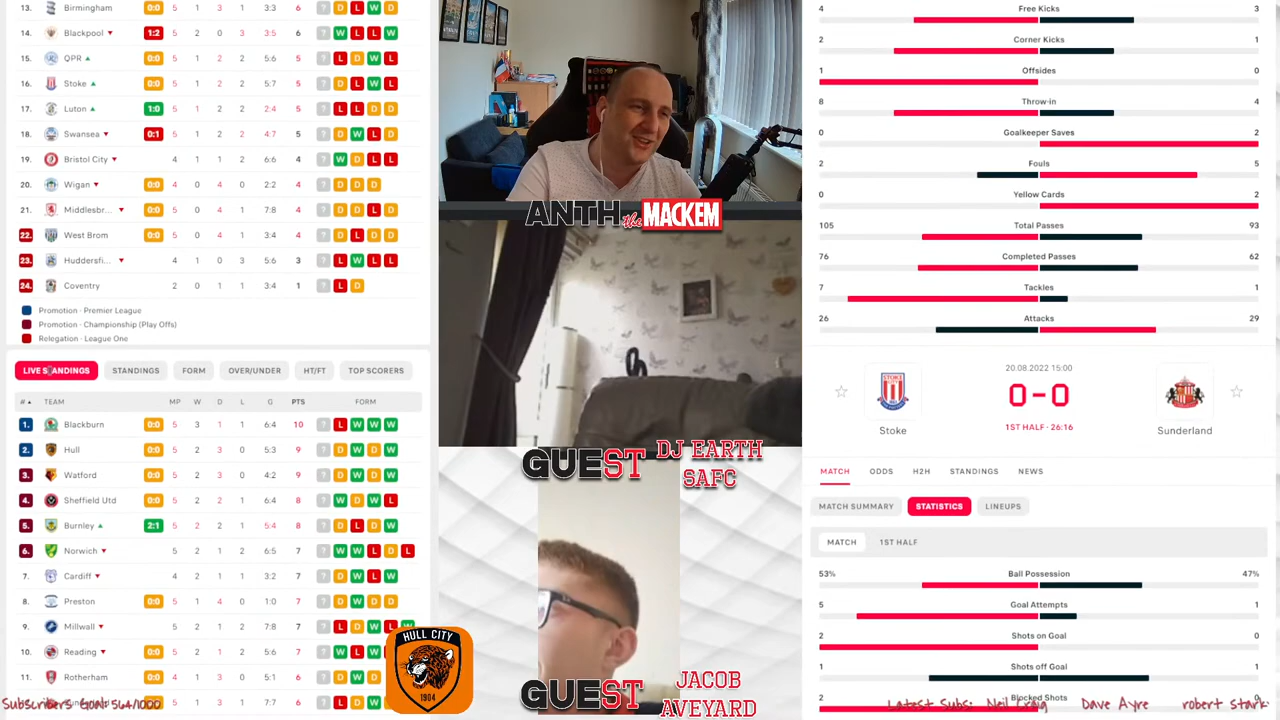 13. Birmingham 0:0 5 1 3 1 3:3 6 ? D L W D
14. Blackpool 1:2 5 2 0 3 3:5 6 ? W L L W
15. QPR 0:0 5 1 2 2 5:6 5 ? L D W L
16. Stoke 0:0 5 1 2 2 5:7 5 ? D L W L
17. Luton 1:0 5 1 2 2 2:4 5 ? L L D D
18. Swansea 0:1 5 1 2 2 4:7 5 ? D W L D
19. Bristol City 4 1 1 2 6:6 4 ? W D L L
20. Wigan 0:0 4 0 4 0 2:2 4 ? D D D
21. Middlesbr... 0:0 5 0 4 1 7:8 4 ? D D L D
22. West Brom 0:0 5 0 4 1 3:4 4 ? D L D D
23. Huddersfi... 4 1 0 3 5:6 3 ? L W L L
24. Coventry 2 0 1 1 3:4 1 ? L D
Promotion - Premier League
Promotion - Championship (Play Offs)
Relegation - League One
LIVE STANDINGS STANDINGS FORM OVER/UNDER HT/FT TOP SCORERS
# TEAM MP W D L G PTS FORM
1. Blackburn 0:0 5 3 1 1 6:4 10 ? L W W W
2. Hull 0:0 5 2 3 0 5:3 9 ? D W D W
3. Watford 0:0 5 2 3 0 4:2 9 ? D W D W
4. Sheffield Utd 0:0 5 2 2 1 6:4 8 ? W D W L
5. Burnley 2:1 5 2 2 1 5:4 8 ? D L D W
6. Norwich 5 2 1 2 6:5 7 ? W W L D L
7. Cardiff 4 2 1 1 3:2 7 ? D W L W
8. Preston 0:0 5 1 4 0 1:0 7 ? D W D D
9. Millwall 5 2 1 2 7:8 7 ? L D W L W
10. Reading 0:0 5 2 1 2 5:6 7 ? W L W L
11. Rotherham 0:0 4 1 3 0 5:1 6 ? D W D
Subscribers Goal: 564/1000
HULL CITY
1904
ANTH the MACKEM
GUEST DJ EARTH
SAFC
GUEST JACOB
AVEYARD
4 Free Kicks 3
2 Corner Kicks 1
1 Offsides 0
8 Throw-in 4
0 Goalkeeper Saves 2
2 Fouls 5
0 Yellow Cards 2
105 Total Passes 93
76 Completed Passes 62
7 Tackles 1
26 Attacks 29
20.08.2022 15:00
0-0
1ST HALF - 26:16
Stoke Sunderland
MATCH ODDS H2H STANDINGS NEWS
MATCH SUMMARY STATISTICS LINEUPS
MATCH 1ST HALF
53% Ball Possession 47%
5 Goal Attempts 1
2 Shots on Goal 0
1 Shots off Goal 1
2 Blocked Shots 0
Latest Subs: Neil Craig Dave Ayre robert stark